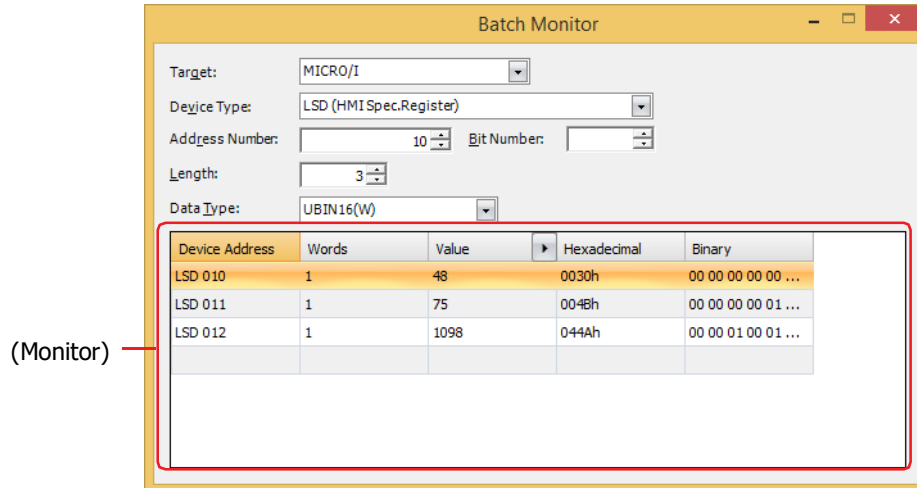 Batch Monitor
Target: MICRO/I
Device Type: LSD (HMI Spec.Register)
Address Number: 10 Bit Number:
Length: 3
Data Type: UBIN16(W)
Device Address Words Value Hexadecimal Binary
LSD 010 1 48 0030h 00 00 00 00 00 ...
LSD 011 1 75 004Bh 00 00 00 00 01 ...
LSD 012 1 1098 044Ah 00 00 01 00 01 ...
(Monitor)